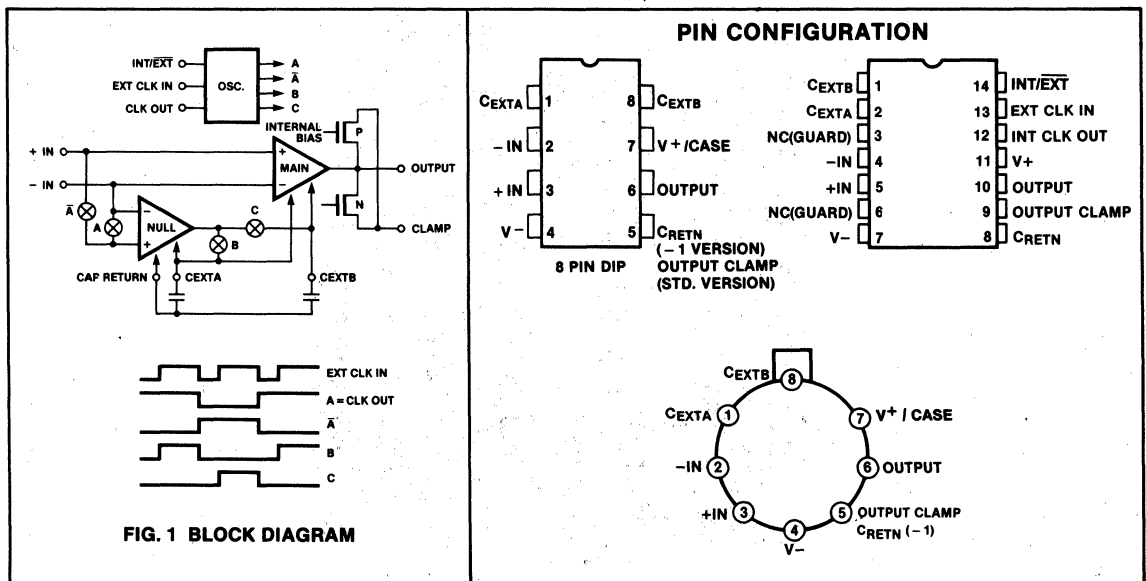 INT/EXT
EXT CLK IN
CLK OUT
OSC.
A
A
B
C
INTERNAL
BIAS
P
+ IN
- IN
MAIN
+
-
OUTPUT
N
CLAMP
A
A
-
+
NULL
C
B
CAP RETURN
CEXTA
CEXTB
EXT CLK IN
A = CLK OUT
A
B
C
FIG. 1 BLOCK DIAGRAM
PIN CONFIGURATION
CEXTA 1
-IN 2
+IN 3
V- 4
8 CEXTB
7 V+/CASE
6 OUTPUT
5 CRETN
(-1 VERSION)
OUTPUT CLAMP
(STD. VERSION)
8 PIN DIP
CEXTB 1
CEXTA 2
NC(GUARD) 3
-IN 4
+IN 5
NC(GUARD) 6
V- 7
14 INT/EXT
13 EXT CLK IN
12 INT CLK OUT
11 V+
10 OUTPUT
9 OUTPUT CLAMP
8 CRETN
CEXTB 8
CEXTA 1
7 V+ / CASE
-IN 2
6 OUTPUT
+IN 3
5 OUTPUT CLAMP
CRETN (-1)
4
V-